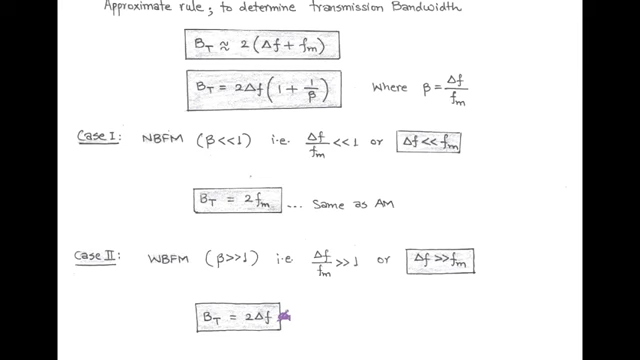 Approximate rule; to determine transmission Bandwidth
B_T ≈ 2 (Δf + f_m)
B_T = 2Δf (1 + 1/β) Where β = Δf/f_m
Case I: NBFM (β<<1) i.e. Δf/f_m <<1 or Δf << f_m
B_T = 2f_m ... Same as AM
Case II: WBFM (β>>1) i.e Δf/f_m >> 1 or Δf >> f_m
B_T = 2Δf